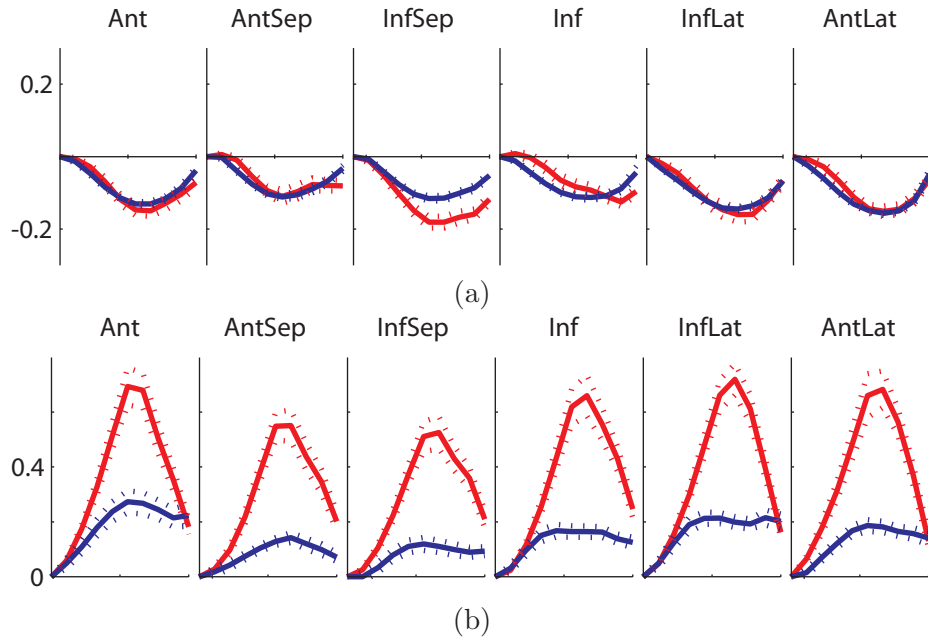 Ant AntSep InfSep Inf InfLat AntLat
0.2
-0.2
(a)
Ant AntSep InfSep Inf InfLat AntLat
0.4
0
(b)